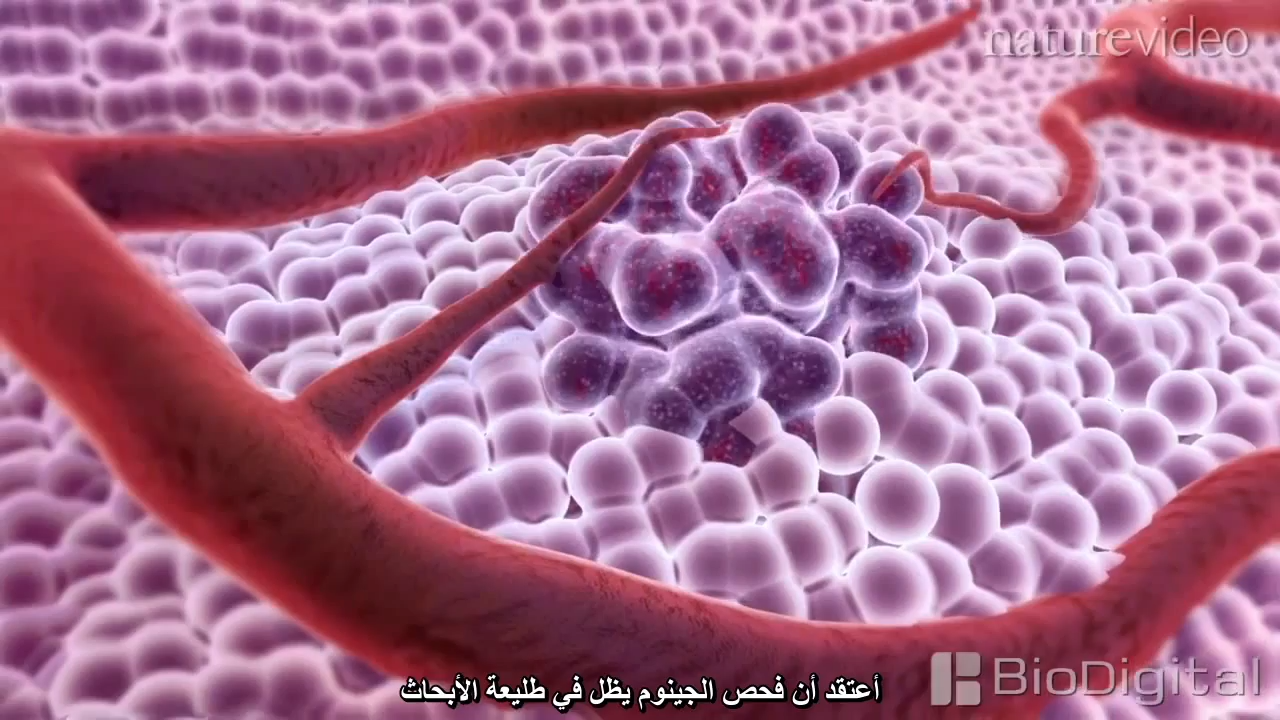 naturevideo
أعتقد أن فحص الجينوم يظل في طليعة الأبحاث
BioDigital